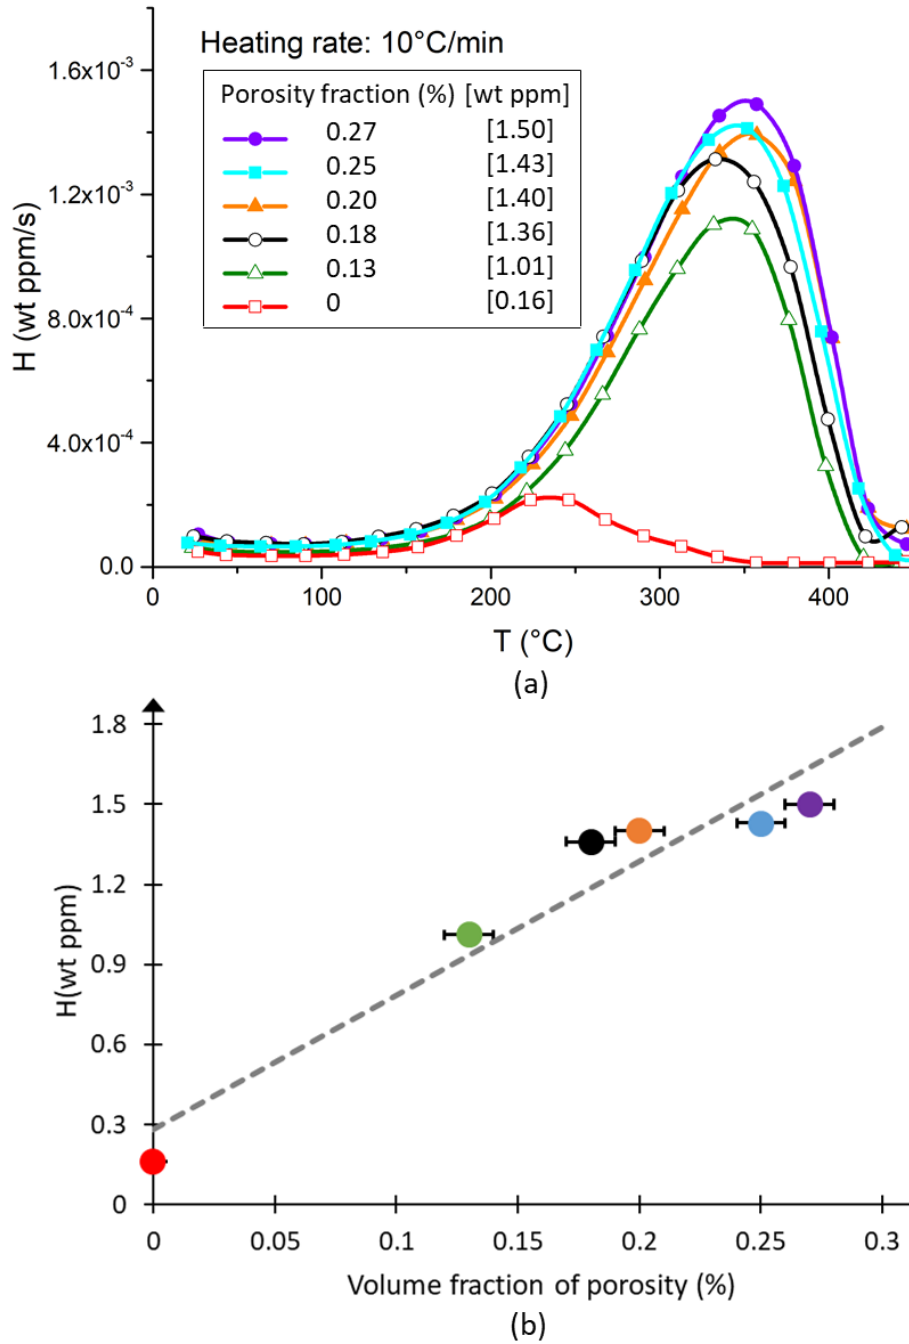 (a)
Heating rate: 10°C/min
Porosity fraction (%) [wt ppm]
0.27 [1.50]
0.25 [1.43]
0.20 [1.40]
0.18 [1.36]
0.13 [1.01]
0 [0.16]
1.6x10⁻³
1.2x10⁻³
8.0x10⁻⁴
4.0x10⁻⁴
0.0
H (wt ppm/s)
0 100 200 300 400
T (°C)
(a)
1.8
1.5
1.2
0.9
0.6
0.3
0
H(wt ppm)
0 0.05 0.1 0.15 0.2 0.25 0.3
Volume fraction of porosity (%)
(b)